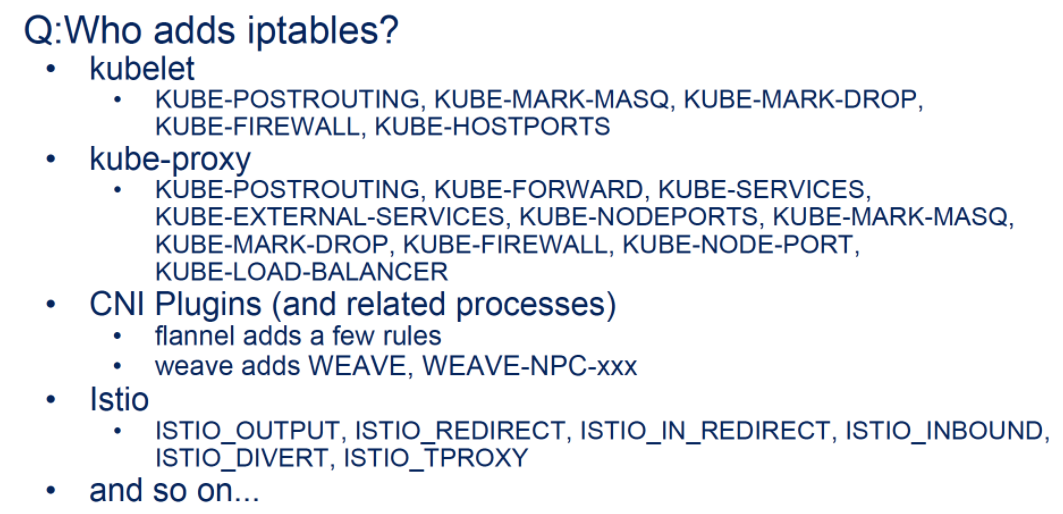 Q:Who adds iptables?
• kubelet
• KUBE-POSTROUTING, KUBE-MARK-MASQ, KUBE-MARK-DROP,
KUBE-FIREWALL, KUBE-HOSTPORTS
• kube-proxy
• KUBE-POSTROUTING, KUBE-FORWARD, KUBE-SERVICES,
KUBE-EXTERNAL-SERVICES, KUBE-NODEPORTS, KUBE-MARK-MASQ,
KUBE-MARK-DROP, KUBE-FIREWALL, KUBE-NODE-PORT,
KUBE-LOAD-BALANCER
• CNI Plugins (and related processes)
• flannel adds a few rules
• weave adds WEAVE, WEAVE-NPC-xxx
• Istio
• ISTIO_OUTPUT, ISTIO_REDIRECT, ISTIO_IN_REDIRECT, ISTIO_INBOUND,
ISTIO_DIVERT, ISTIO_TPROXY
• and so on...